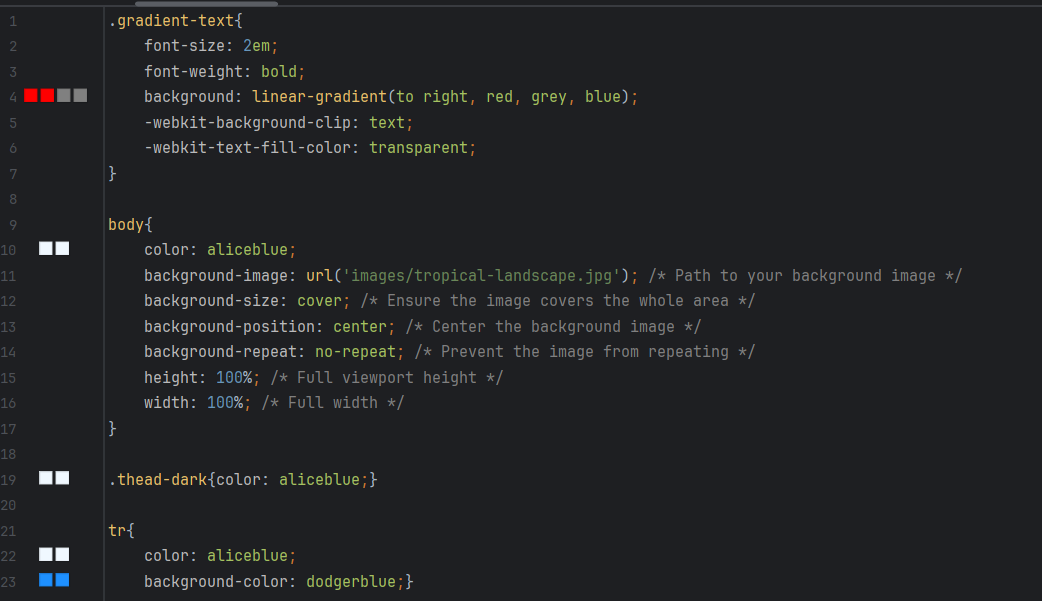 1 .gradient-text{
2 font-size: 2em;
3 font-weight: bold;
4 background: linear-gradient(to right, red, grey, blue);
5 -webkit-background-clip: text;
6 -webkit-text-fill-color: transparent;
7 }
8
9 body{
10 color: aliceblue;
11 background-image: url('images/tropical-landscape.jpg'); /* Path to your background image */
12 background-size: cover; /* Ensure the image covers the whole area */
13 background-position: center; /* Center the background image */
14 background-repeat: no-repeat; /* Prevent the image from repeating */
15 height: 100%; /* Full viewport height */
16 width: 100%; /* Full width */
17 }
18
19 .thead-dark{color: aliceblue;}
20
21 tr{
22 color: aliceblue;
23 background-color: dodgerblue;}